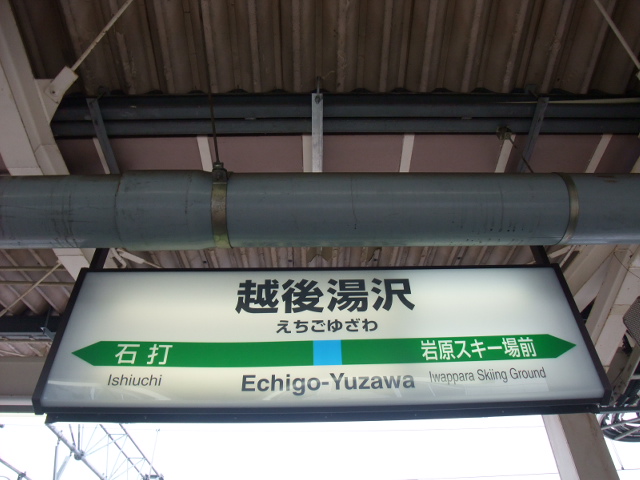 越後湯沢
えちごゆざわ
石打 岩原スキー場前
Ishiuchi Echigo-Yuzawa Iwappara Skiing Ground